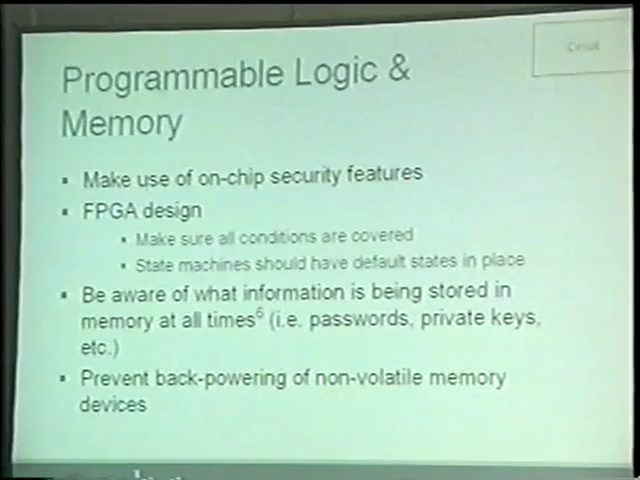 Circuit
Programmable Logic &
Memory
▪ Make use of on-chip security features
▪ FPGA design
▪ Make sure all conditions are covered
▪ State machines should have default states in place
▪ Be aware of what information is being stored in
memory at all times⁶ (i.e. passwords, private keys,
etc.)
▪ Prevent back-powering of non-volatile memory
devices